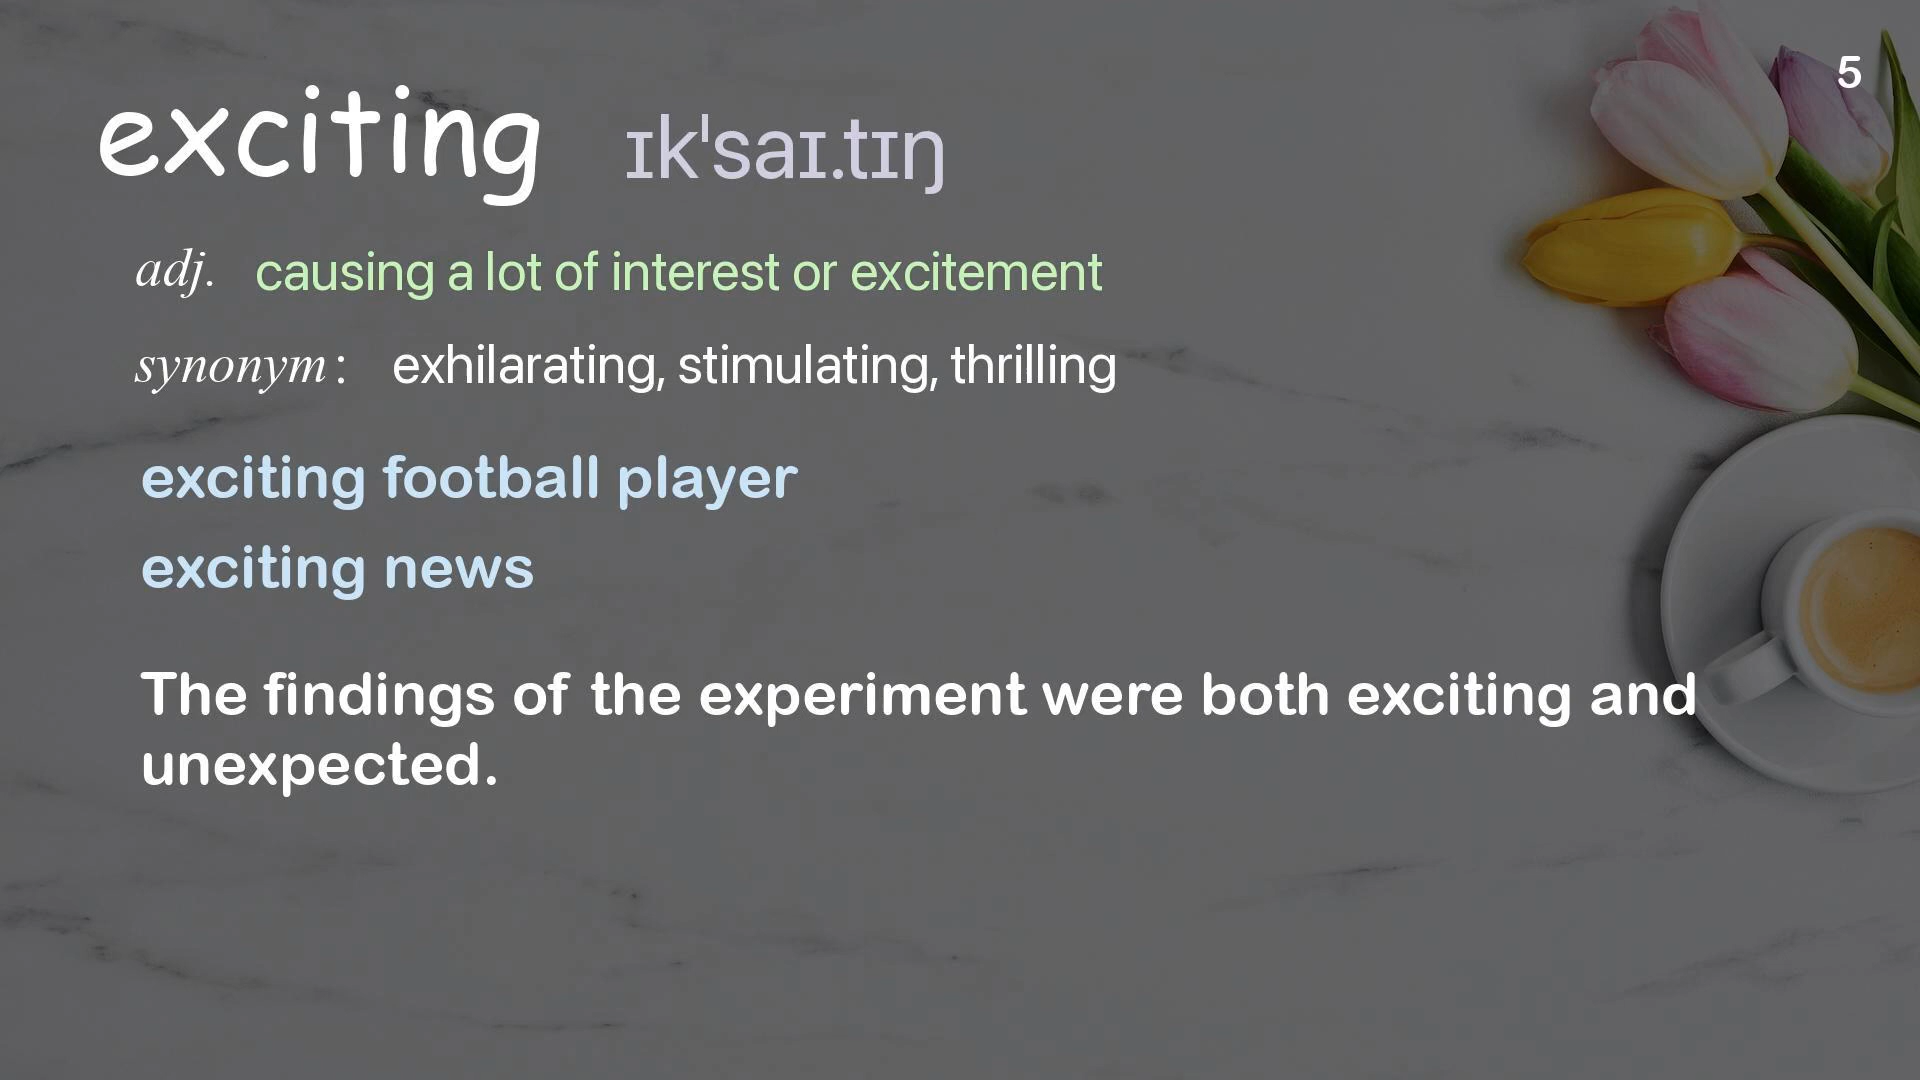 5
exciting ɪkˈsaɪ.tɪŋ
adj. causing a lot of interest or excitement
synonym: exhilarating, stimulating, thrilling
exciting football player
exciting news
The findings of the experiment were both exciting and
unexpected.